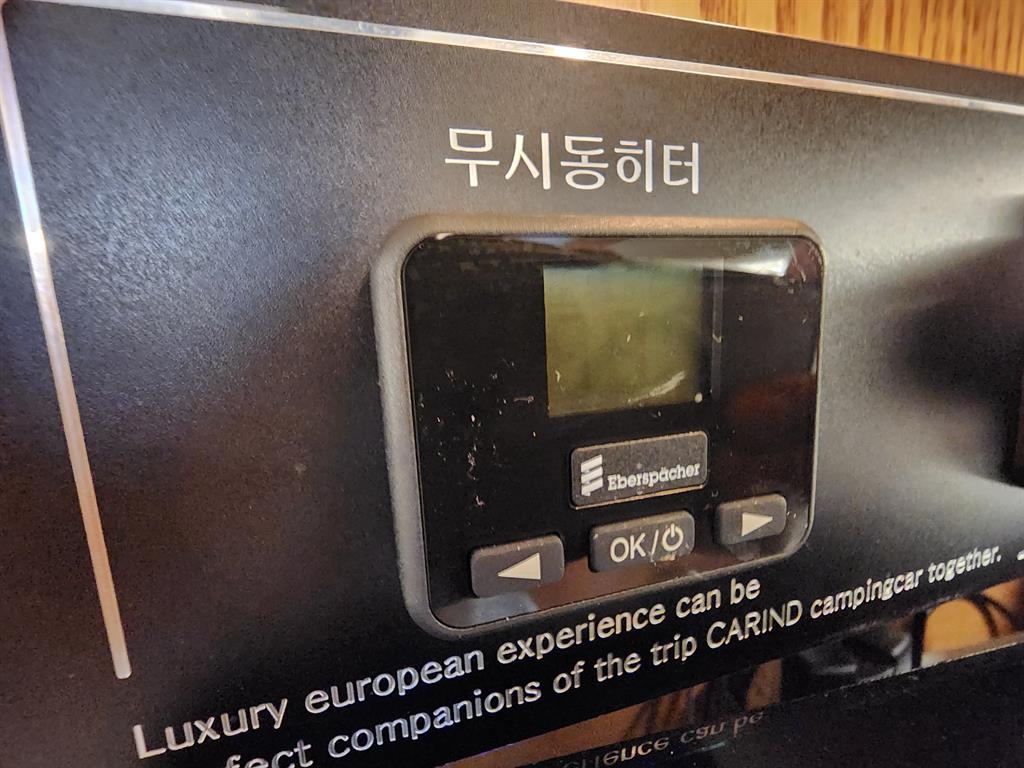 무시동히터
Eberspächer
OK/⏻
Luxury european experience can be
companions of the trip CARIND campingcar together.